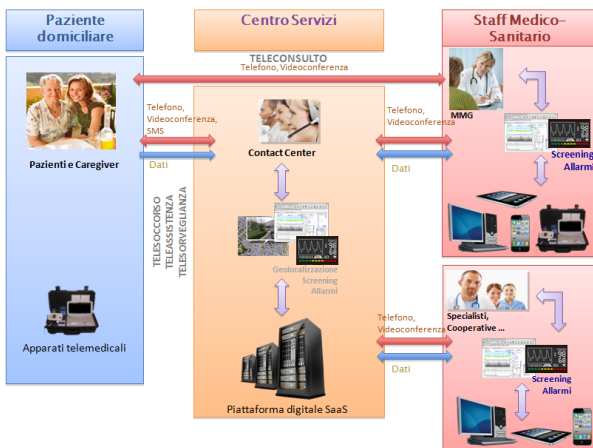 Paziente
domiciliare
Centro Servizi
Staff Medico–
Sanitario
TELECONSULTO
Telefono, Videoconferenza
Telefono,
Videoconferenza,
SMS
Dati
Pazienti e Caregiver
Contact Center
Telefono,
Videoconferenza
Dati
MMG
Screening
Allarmi
TELESOCCORSO
TELEASSISTENZA
TELESORVEGLIANZA
Geolocalizzazione
Screening
Allarmi
Apparati telemedicali
Piattaforma digitale SaaS
Telefono,
Videoconferenza
Dati
Specialisti,
Cooperative ...
Screening
Allarmi